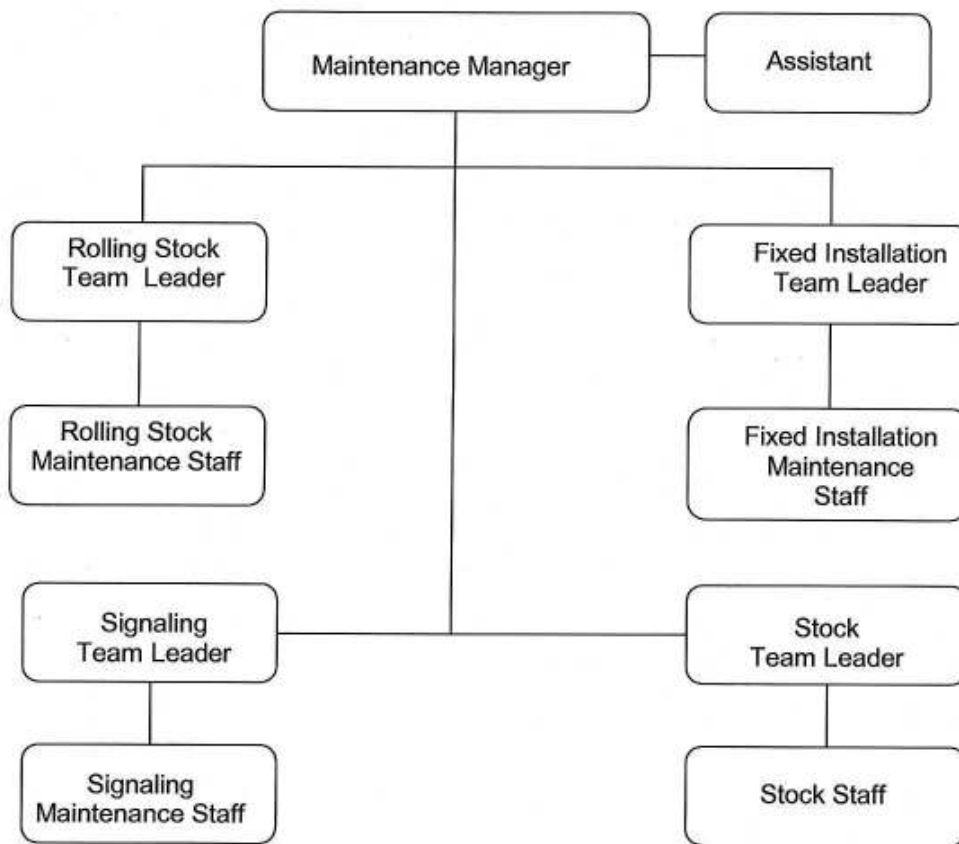 Maintenance Manager
Assistant
Rolling Stock
Team Leader
Fixed Installation
Team Leader
Rolling Stock
Maintenance Staff
Fixed Installation
Maintenance
Staff
Signaling
Team Leader
Stock
Team Leader
Signaling
Maintenance Staff
Stock Staff